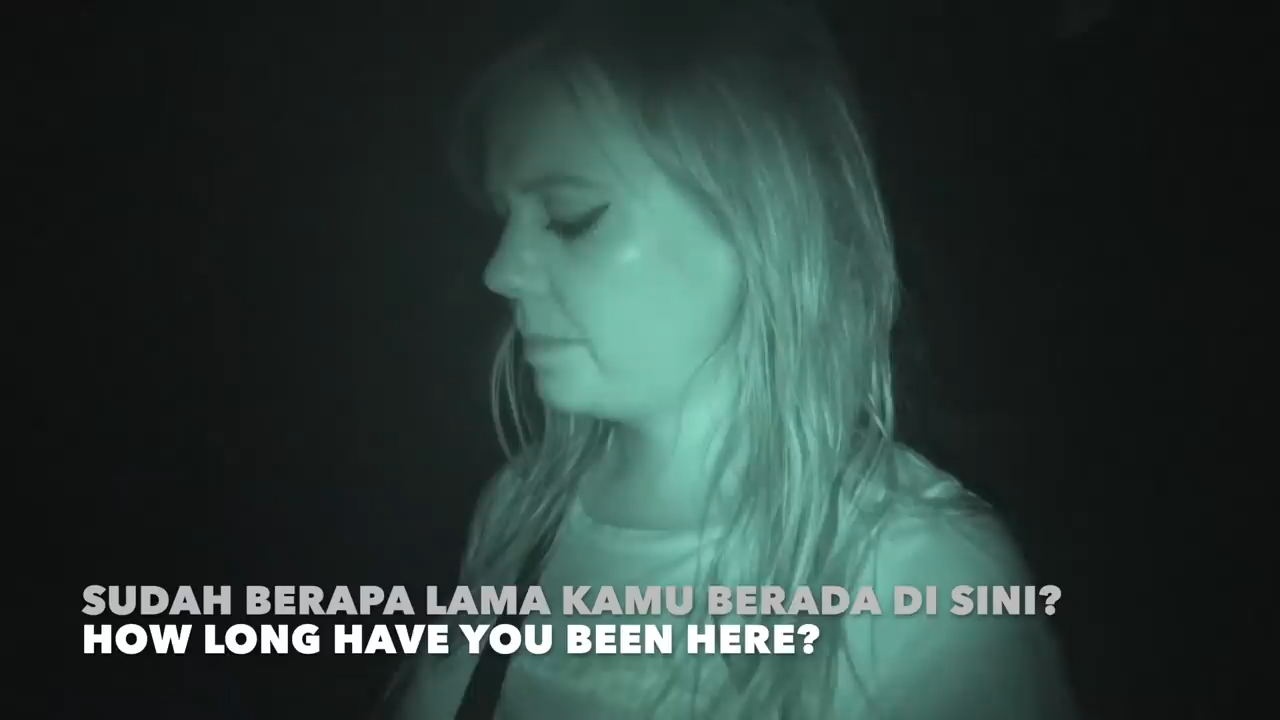 SUDAH BERAPA LAMA KAMU BERADA DI SINI?
HOW LONG HAVE YOU BEEN HERE?